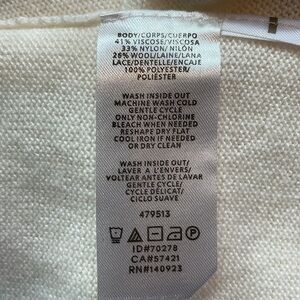 BODY/CORPS/CUERPO
41% VISCOSE/VISCOSA
33% NYLON/NILÓN
26% WOOL/LAINE/LANA
LACE/DENTELLE/ENCAJE
100% POLYESTER/
POLIÉSTER
WASH INSIDE OUT
MACHINE WASH COLD
GENTLE CYCLE
ONLY NON-CHLORINE
BLEACH WHEN NEEDED
RESHAPE DRY FLAT
COOL IRON IF NEEDED
OR DRY CLEAN
WASH INSIDE OUT/
LAVER À L'ENVERS/
VOLTEAR ANTES DE LAVAR
GENTLE CYCLE/
CYCLE DÉLICAT/
CICLO SUAVE
479513
ID#70278
CA#57421
RN#140923